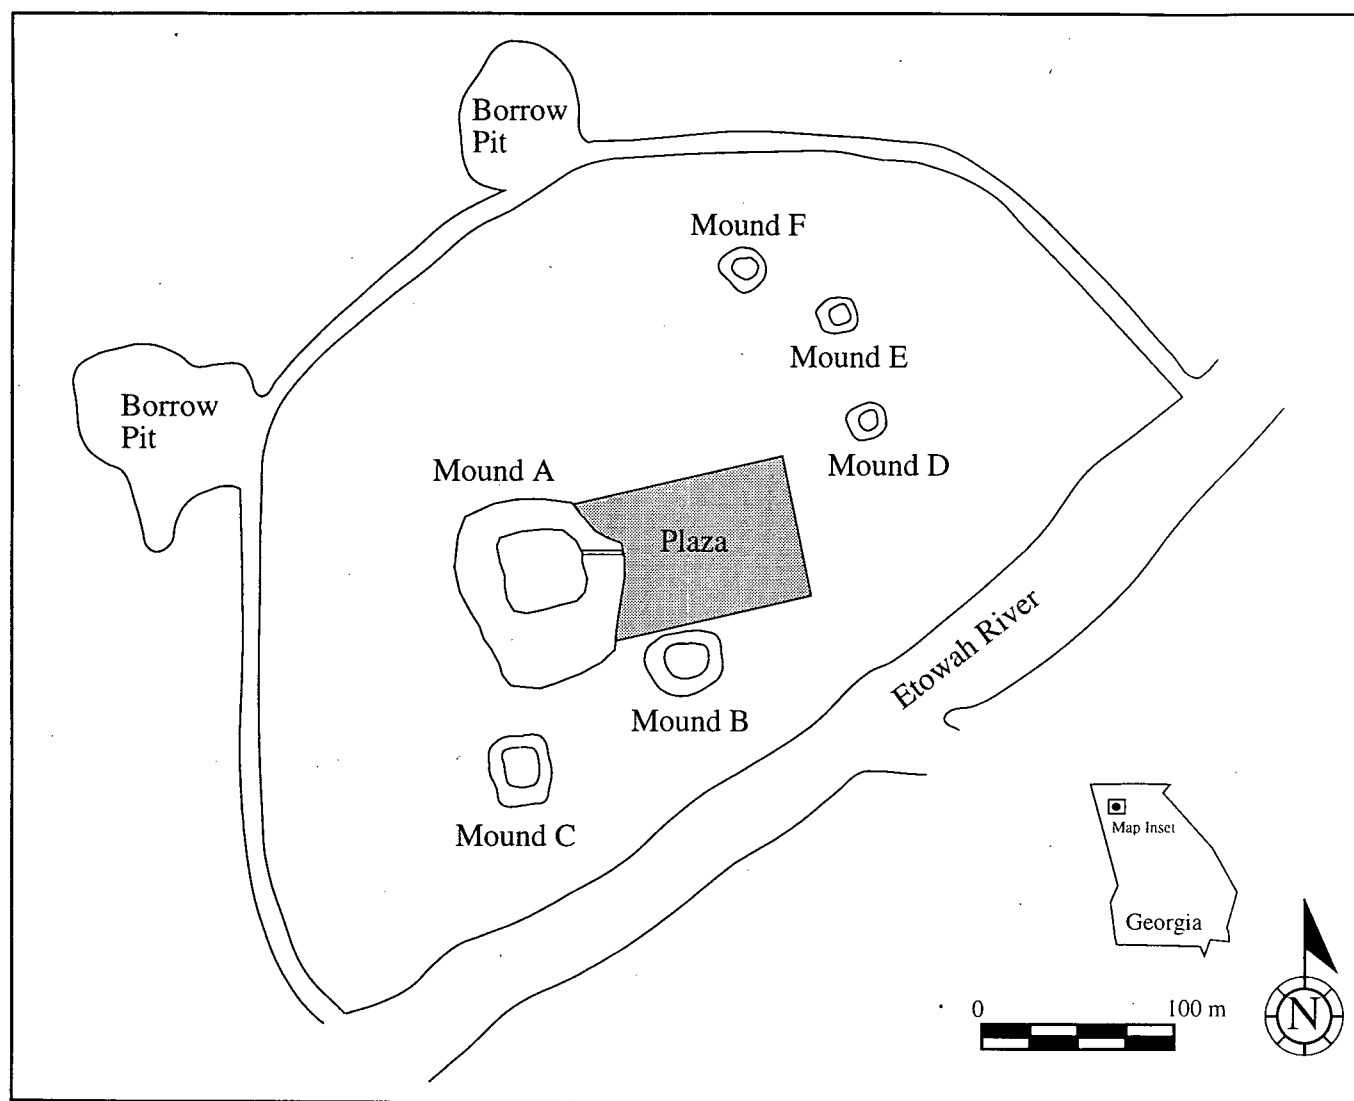 Borrow
Pit
Mound F
Mound E
Borrow
Pit
Mound D
Mound A
Plaza
Etowah River
Mound B
Mound C
Map Inset
Georgia
0 100 m
N